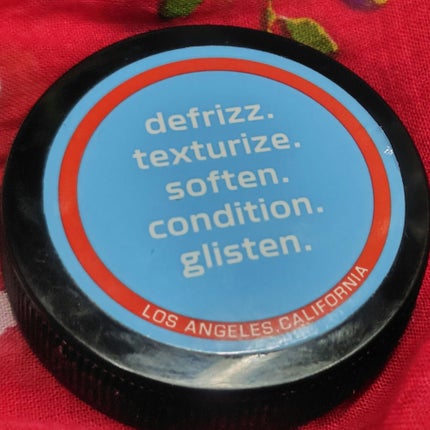 defrizz.
texturize.
soften.
condition.
glisten.
LOS ANGELES, CALIFORNIA